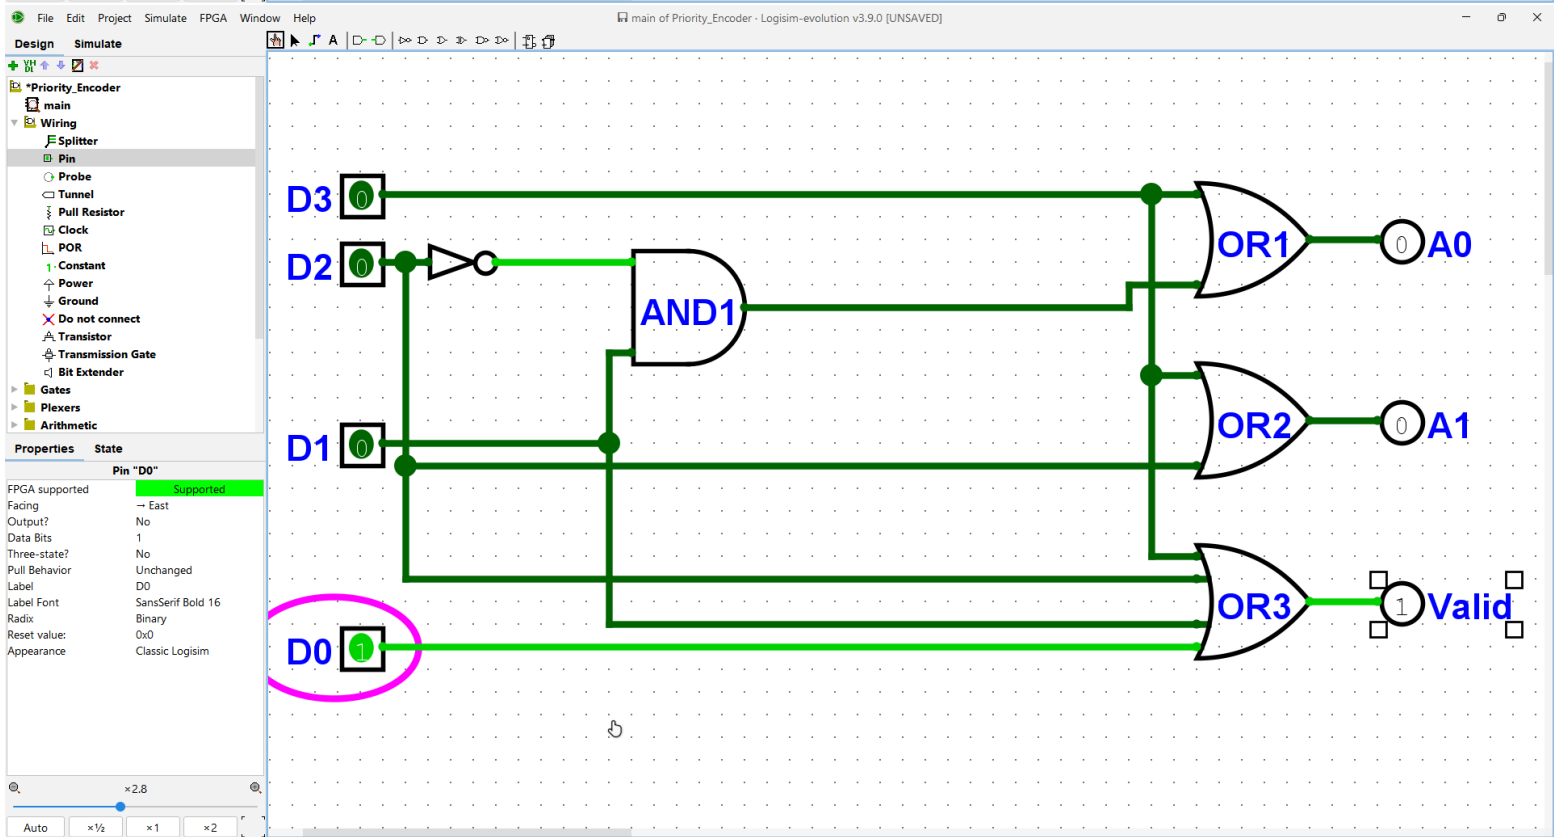 File Edit Project Simulate FPGA Window Help
main of Priority_Encoder · Logisim-evolution v3.9.0 [UNSAVED]
Design Simulate
A
*Priority_Encoder
main
Wiring
Splitter
Pin
Probe
Tunnel
Pull Resistor
Clock
POR
1 Constant
Power
Ground
Do not connect
Transistor
Transmission Gate
Bit Extender
Gates
Plexers
Arithmetic
Properties State
Pin "D0"
FPGA supported Supported
Facing → East
Output? No
Data Bits 1
Three-state? No
Pull Behavior Unchanged
Label D0
Label Font SansSerif Bold 16
Radix Binary
Reset value: 0x0
Appearance Classic Logisim
×2.8
Auto ×½ ×1 ×2
D3 0
D2 0
AND1
D1 0
D0 1
OR1 0 A0
OR2 0 A1
OR3 1 Valid